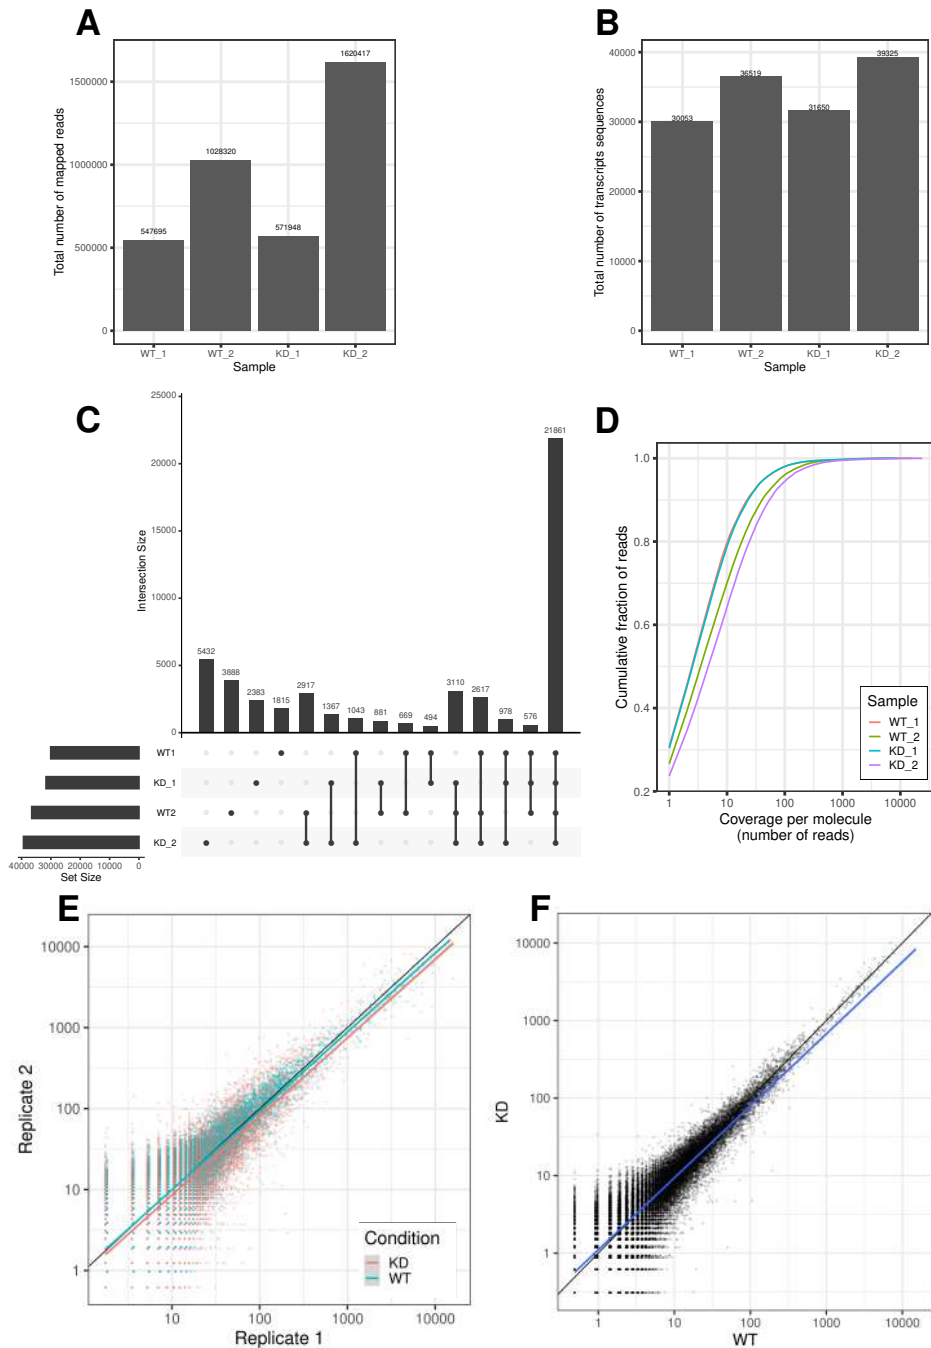 A
Total number of mapped reads
1500000
1000000
500000
0
1620417
1028320
547695
571948
WT_1 WT_2 KD_1 KD_2
Sample
B
Total number of transcripts sequences
40000
30000
20000
10000
0
30053
36519
31650
39325
WT_1 WT_2 KD_1 KD_2
Sample
C
Intersection Size
25000
20000
15000
10000
5000
0
5432 3888 2383 1815 2917 1367 1043 881 669 494 3110 2617 978 576 21861
WT1
KD_1
WT2
KD_2
40000 30000 20000 10000 0
Set Size
D
Cumulative fraction of reads
1.0
0.8
0.6
0.4
0.2
Sample
WT_1
WT_2
KD_1
KD_2
1 10 100 1000 10000
Coverage per molecule
(number of reads)
E
Replicate 2
10000
1000
100
10
1
Condition
KD
WT
10 100 1000 10000
Replicate 1
F
KD
10000
1000
100
10
1
1 10 100 1000 10000
WT